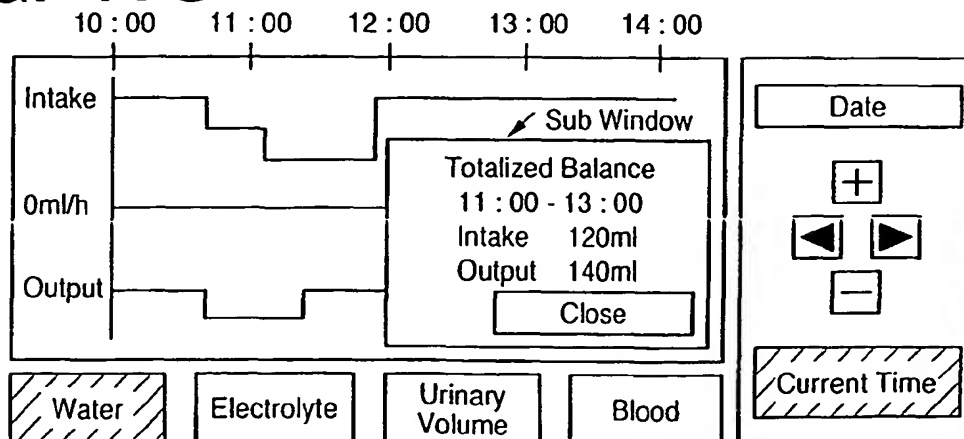 10 : 00 11 : 00 12 : 00 13 : 00 14 : 00
Intake
Sub Window
Totalized Balance
11 : 00 - 13 : 00
0ml/h
Intake 120ml
Output 140ml
Output
Close
Date
+
−
Current Time
Water Electrolyte Urinary Volume Blood